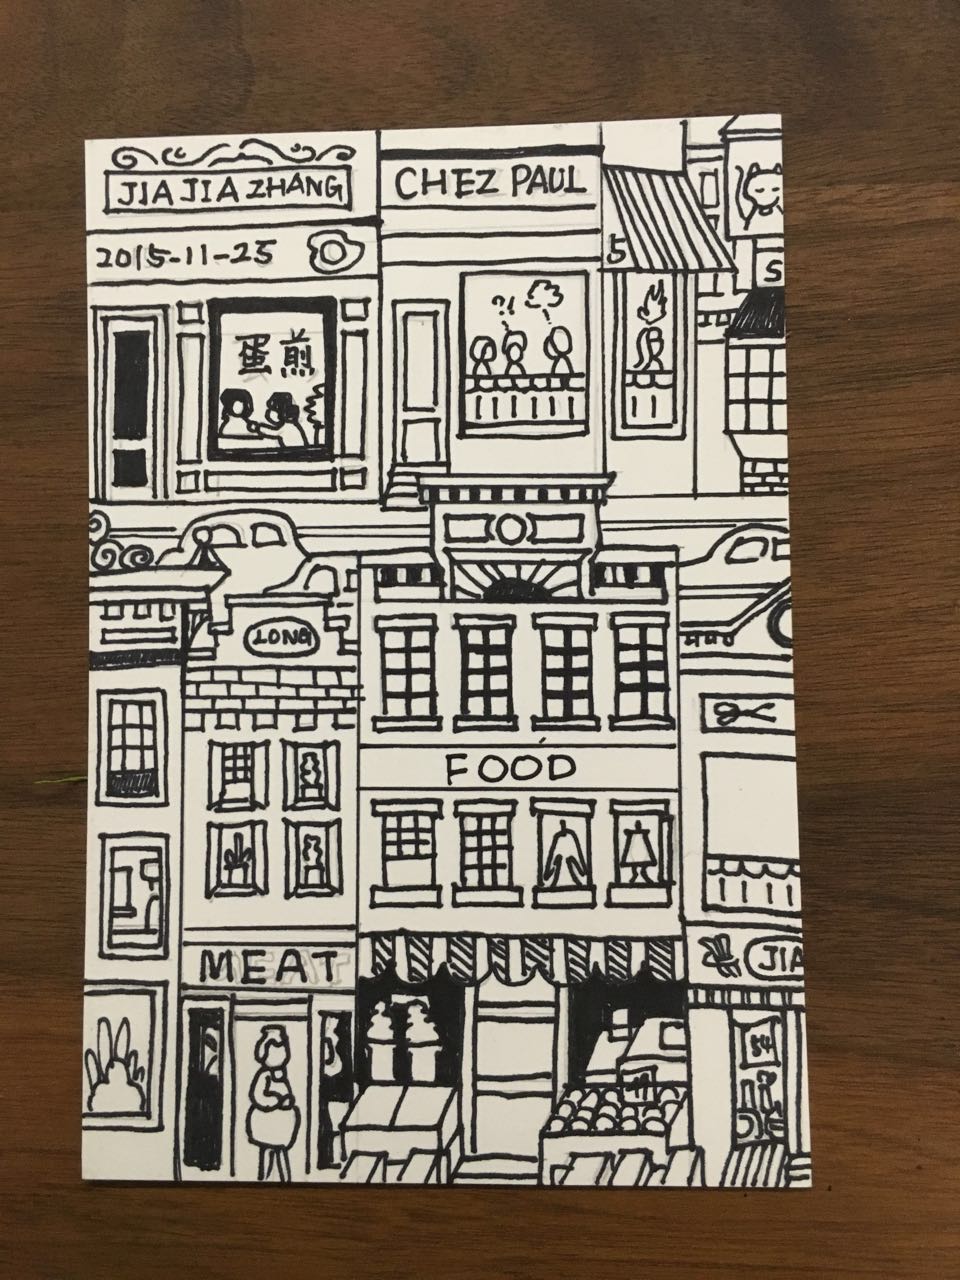 JIA JIA ZHANG
CHEZ PAUL
2015-11-25
5
S
蛋煎
?!
LONG
FOOD
MEAT
JIA